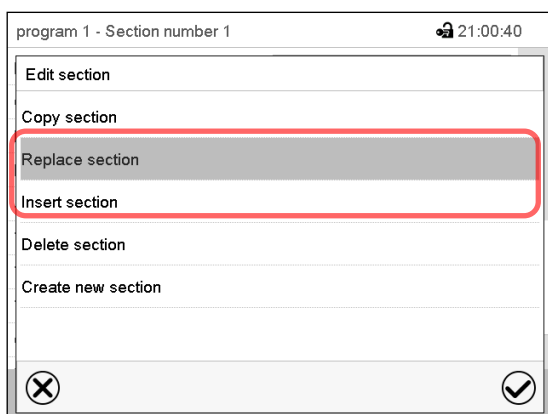 program 1 - Section number 1 21:00:40
Edit section
Copy section
Replace section
Insert section
Delete section
Create new section